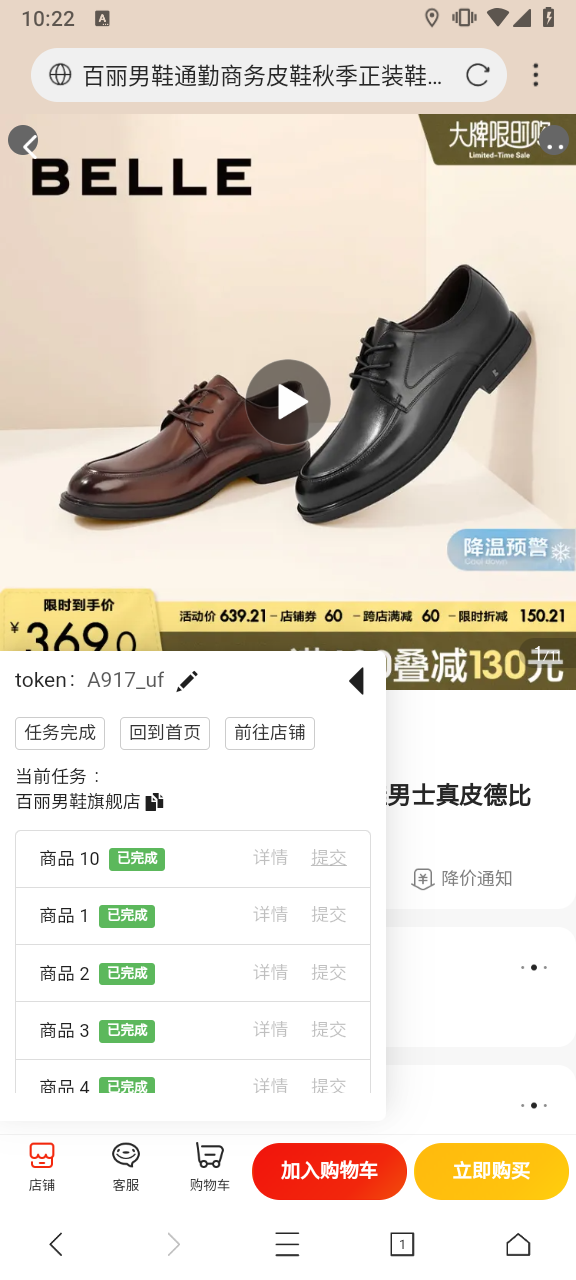 10:22
A
百丽男鞋通勤商务皮鞋秋季正装鞋...
大牌限时购
Limited-Time Sale
BELLE
降温预警
Cool down
限时到手价
¥369.0
活动价 639.21 - 店铺券 60 - 跨店满减 60 - 限时折减 150.21
叠减130元
token: A917_uf
任务完成 回到首页 前往店铺
当前任务:
百丽男鞋旗舰店
男士真皮德比
商品 10 已完成 详情 提交
降价通知
商品 1 已完成 详情 提交
商品 2 已完成 详情 提交
商品 3 已完成 详情 提交
商品 4 已完成 详情 提交
店铺 客服 购物车 加入购物车 立即购买
1